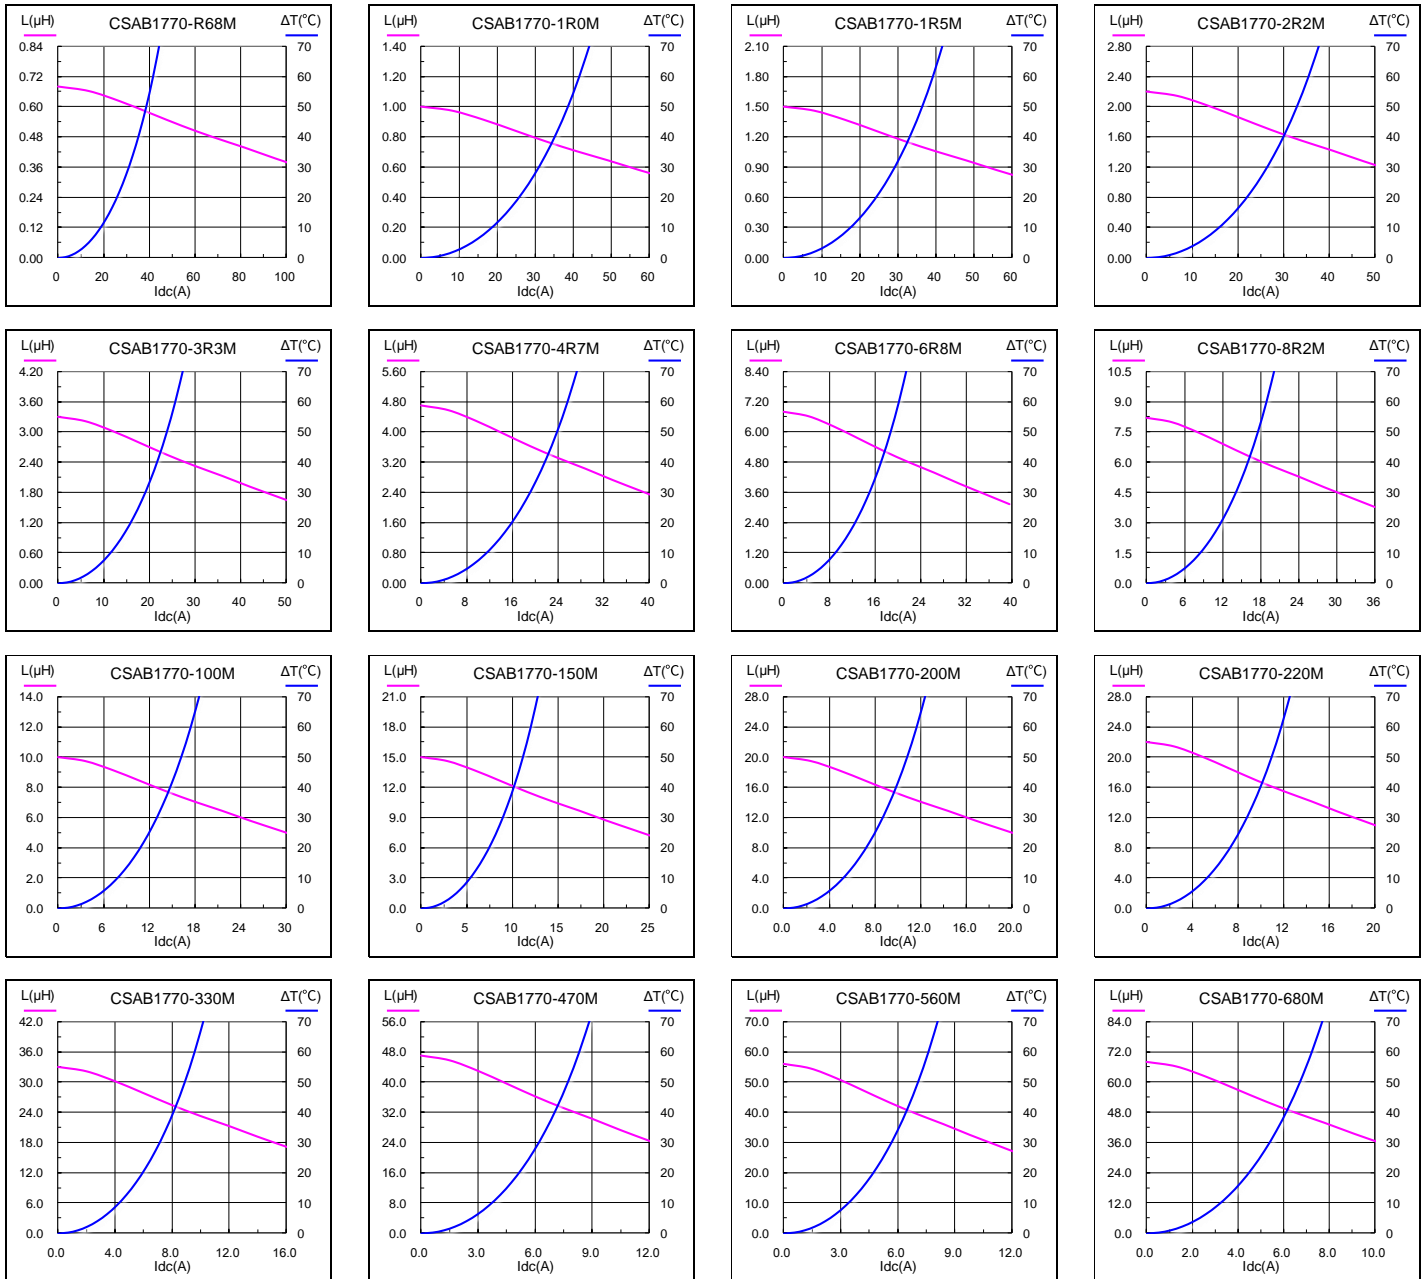 L(μH) CSAB1770-R68M ΔT(°C)
0.84 70
0.72 60
0.60 50
0.48 40
0.36 30
0.24 20
0.12 10
0.00 0
0 20 40 60 80 100
Idc(A)
L(μH) CSAB1770-1R0M ΔT(°C)
1.40 70
1.20 60
1.00 50
0.80 40
0.60 30
0.40 20
0.20 10
0.00 0
0 10 20 30 40 50 60
Idc(A)
L(μH) CSAB1770-1R5M ΔT(°C)
2.10 70
1.80 60
1.50 50
1.20 40
0.90 30
0.60 20
0.30 10
0.00 0
0 10 20 30 40 50 60
Idc(A)
L(μH) CSAB1770-2R2M ΔT(°C)
2.80 70
2.40 60
2.00 50
1.60 40
1.20 30
0.80 20
0.40 10
0.00 0
0 10 20 30 40 50
Idc(A)
L(μH) CSAB1770-3R3M ΔT(°C)
4.20 70
3.60 60
3.00 50
2.40 40
1.80 30
1.20 20
0.60 10
0.00 0
0 10 20 30 40 50
Idc(A)
L(μH) CSAB1770-4R7M ΔT(°C)
5.60 70
4.80 60
4.00 50
3.20 40
2.40 30
1.60 20
0.80 10
0.00 0
0 8 16 24 32 40
Idc(A)
L(μH) CSAB1770-6R8M ΔT(°C)
8.40 70
7.20 60
6.00 50
4.80 40
3.60 30
2.40 20
1.20 10
0.00 0
0 8 16 24 32 40
Idc(A)
L(μH) CSAB1770-8R2M ΔT(°C)
10.5 70
9.0 60
7.5 50
6.0 40
4.5 30
3.0 20
1.5 10
0.0 0
0 6 12 18 24 30 36
Idc(A)
L(μH) CSAB1770-100M ΔT(°C)
14.0 70
12.0 60
10.0 50
8.0 40
6.0 30
4.0 20
2.0 10
0.0 0
0 6 12 18 24 30
Idc(A)
L(μH) CSAB1770-150M ΔT(°C)
21.0 70
18.0 60
15.0 50
12.0 40
9.0 30
6.0 20
3.0 10
0.0 0
0 5 10 15 20 25
Idc(A)
L(μH) CSAB1770-200M ΔT(°C)
28.0 70
24.0 60
20.0 50
16.0 40
12.0 30
8.0 20
4.0 10
0.0 0
0.0 4.0 8.0 12.0 16.0 20.0
Idc(A)
L(μH) CSAB1770-220M ΔT(°C)
28.0 70
24.0 60
20.0 50
16.0 40
12.0 30
8.0 20
4.0 10
0.0 0
0 4 8 12 16 20
Idc(A)
L(μH) CSAB1770-330M ΔT(°C)
42.0 70
36.0 60
30.0 50
24.0 40
18.0 30
12.0 20
6.0 10
0.0 0
0.0 4.0 8.0 12.0 16.0
Idc(A)
L(μH) CSAB1770-470M ΔT(°C)
56.0 70
48.0 60
40.0 50
32.0 40
24.0 30
16.0 20
8.0 10
0.0 0
0.0 3.0 6.0 9.0 12.0
Idc(A)
L(μH) CSAB1770-560M ΔT(°C)
70.0 70
60.0 60
50.0 50
40.0 40
30.0 30
20.0 20
10.0 10
0.0 0
0.0 3.0 6.0 9.0 12.0
Idc(A)
L(μH) CSAB1770-680M ΔT(°C)
84.0 70
72.0 60
60.0 50
48.0 40
36.0 30
24.0 20
12.0 10
0.0 0
0.0 2.0 4.0 6.0 8.0 10.0
Idc(A)